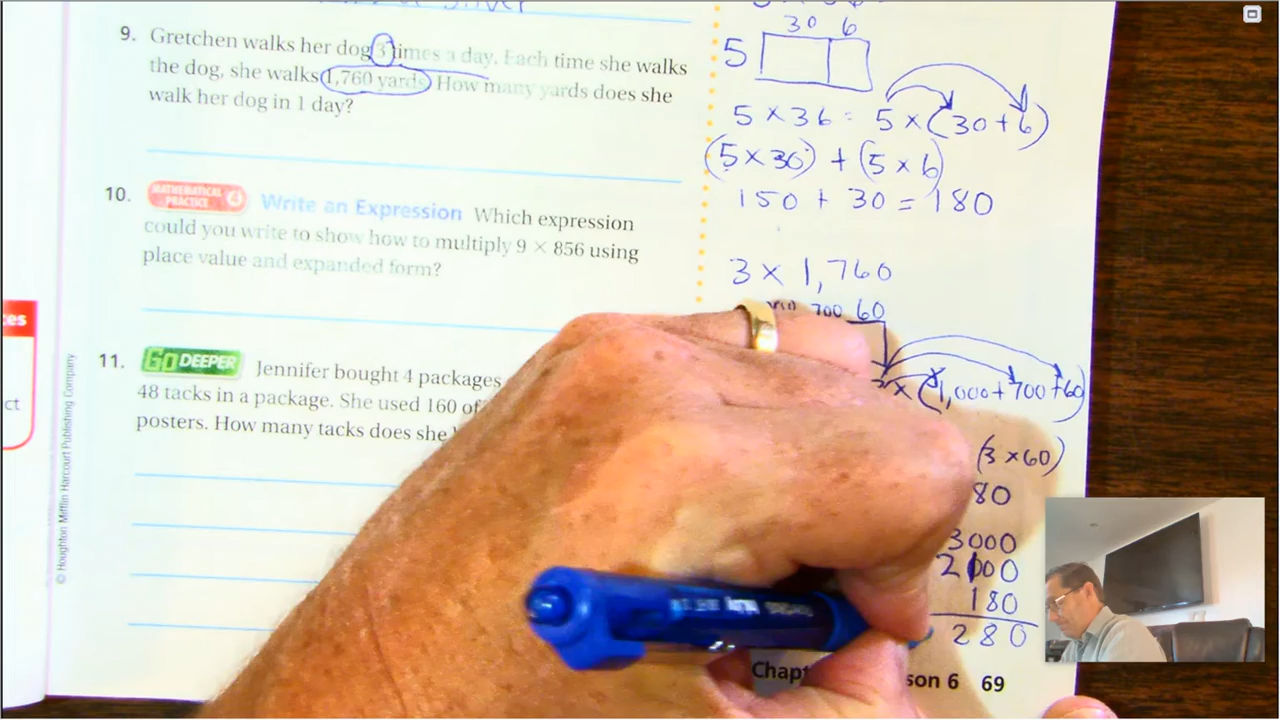 9. Gretchen walks her dog 3 times a day. Each time she walks
the dog, she walks 1,760 yards. How many yards does she
walk her dog in 1 day?
10. MATHEMATICAL PRACTICE 4 Write an Expression Which expression
could you write to show how to multiply 9 × 856 using
place value and expanded form?
11. GO DEEPER Jennifer bought 4 packages
48 tacks in a package. She used 160 of
posters. How many tacks does she
© Houghton Mifflin Harcourt Publishing Company
ct
Silver
30 6
5
5 × 36 = 5 × (30 + 6)
(5 × 30) + (5 × 6)
150 + 30 = 180
3 × 1,760
700 60
× (1,000 + 700 + 60)
(3 × 60)
80
3000
2100
180
280
son 6 69